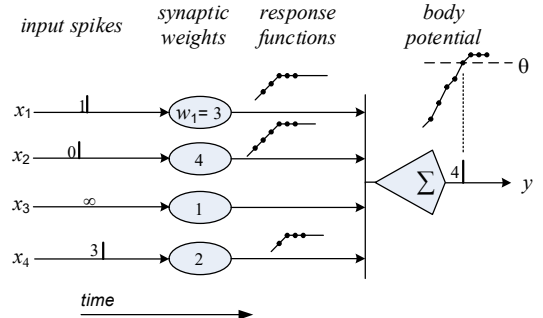 input spikes
synaptic weights
response functions
body potential
θ
x1
1
w1 = 3
x2
0
4
x3
∞
1
x4
3
2
Σ
4
y
time